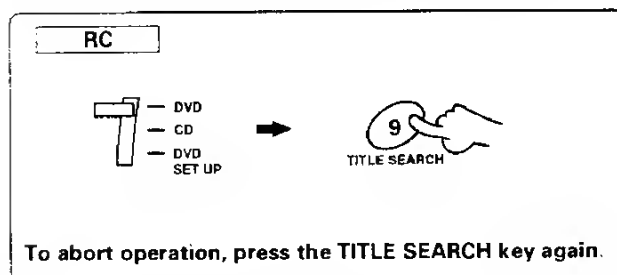 RC
DVD
CD
DVD
SET UP
9
TITLE SEARCH
To abort operation, press the TITLE SEARCH key again.